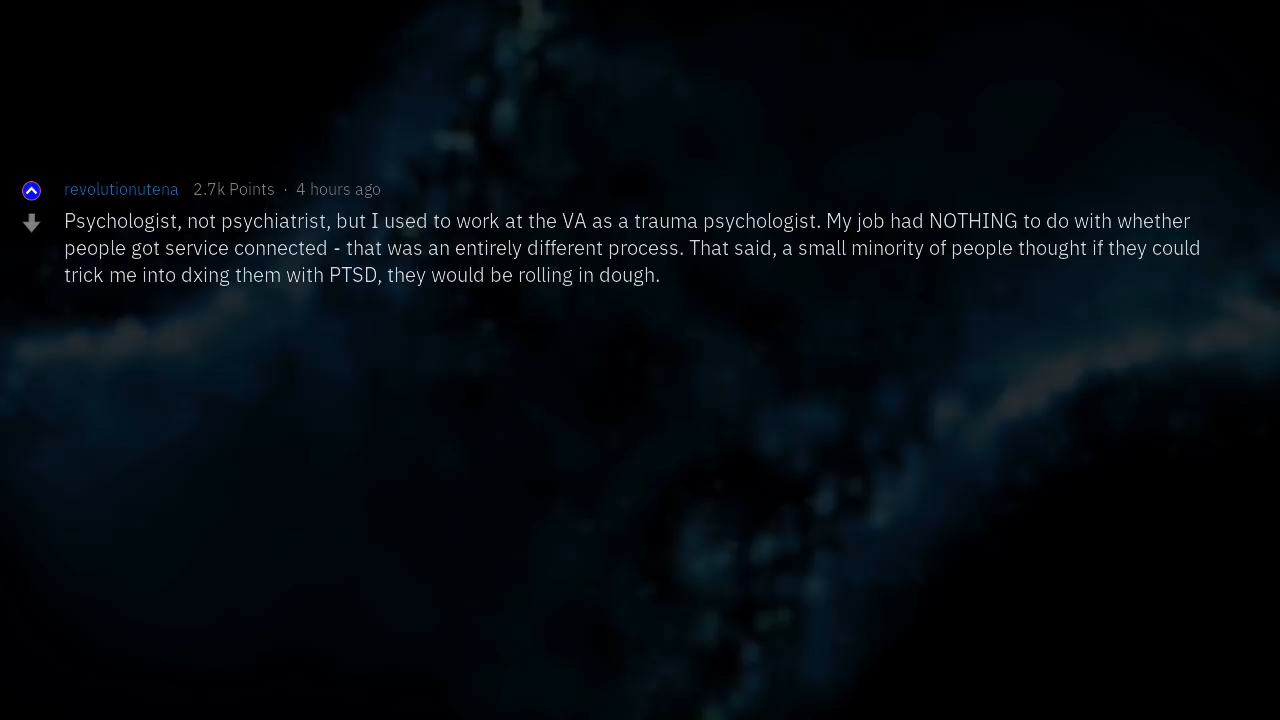 revolutionutena 2.7k Points · 4 hours ago
Psychologist, not psychiatrist, but I used to work at the VA as a trauma psychologist. My job had NOTHING to do with whether
people got service connected - that was an entirely different process. That said, a small minority of people thought if they could
trick me into dxing them with PTSD, they would be rolling in dough.